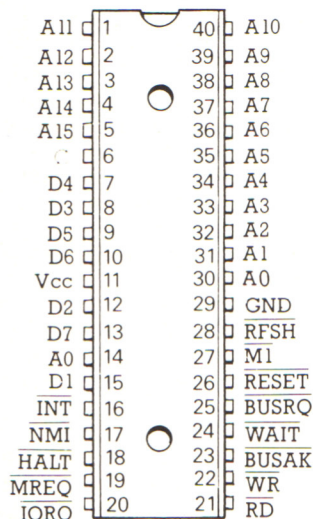 A11 1 40 A10
A12 2 39 A9
A13 3 38 A8
A14 4 37 A7
A15 5 36 A6
6 35 A5
D4 7 34 A4
D3 8 33 A3
D5 9 32 A2
D6 10 31 A1
Vcc 11 30 A0
D2 12 29 GND
D7 13 28 RFSH
A0 14 27 M1
D1 15 26 RESET
INT 16 25 BUSRQ
NMI 17 24 WAIT
HALT 18 23 BUSAK
MREQ 19 22 WR
IORQ 20 21 RD